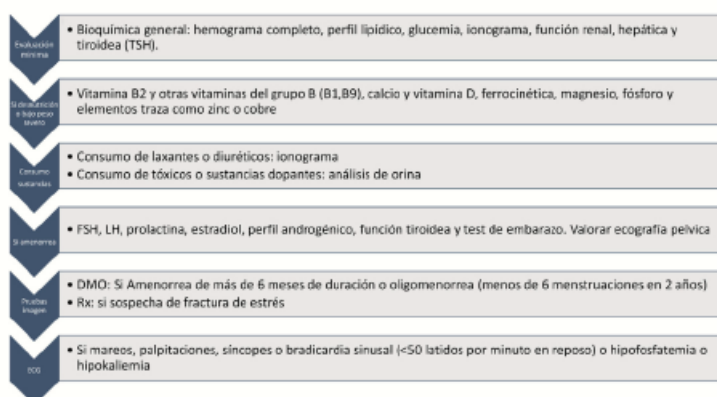 Evaluación
mínima
• Bioquímica general: hemograma completo, perfil lipídico, glucemia, ionograma, función renal, hepática y
tiroidea (TSH).
Si desnutrición
o bajo peso
severo
• Vitamina B2 y otras vitaminas del grupo B (B1,B9), calcio y vitamina D, ferrocinética, magnesio, fósforo y
elementos traza como zinc o cobre
Consumo
sustancias
• Consumo de laxantes o diuréticos: ionograma
• Consumo de tóxicos o sustancias dopantes: análisis de orina
Si amenorrea
• FSH, LH, prolactina, estradiol, perfil androgénico, función tiroidea y test de embarazo. Valorar ecografía pelvica
Pruebas
imagen
• DMO: Si Amenorrea de más de 6 meses de duración o oligomenorrea (menos de 6 menstruaciones en 2 años)
• Rx: si sospecha de fractura de estrés
ECG
• Si mareos, palpitaciones, síncopes o bradicardia sinusal (<50 latidos por minuto en reposo) o hipofosfatemia o
hipokaliemia